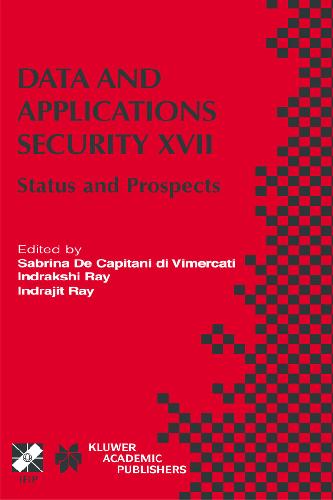 DATA AND
APPLICATIONS
SECURITY XVII
Status and Prospects
Edited by
Sabrina De Capitani di Vimercati
Indrakshi Ray
Indrajit Ray
ifip
KLUWER
ACADEMIC
PUBLISHERS